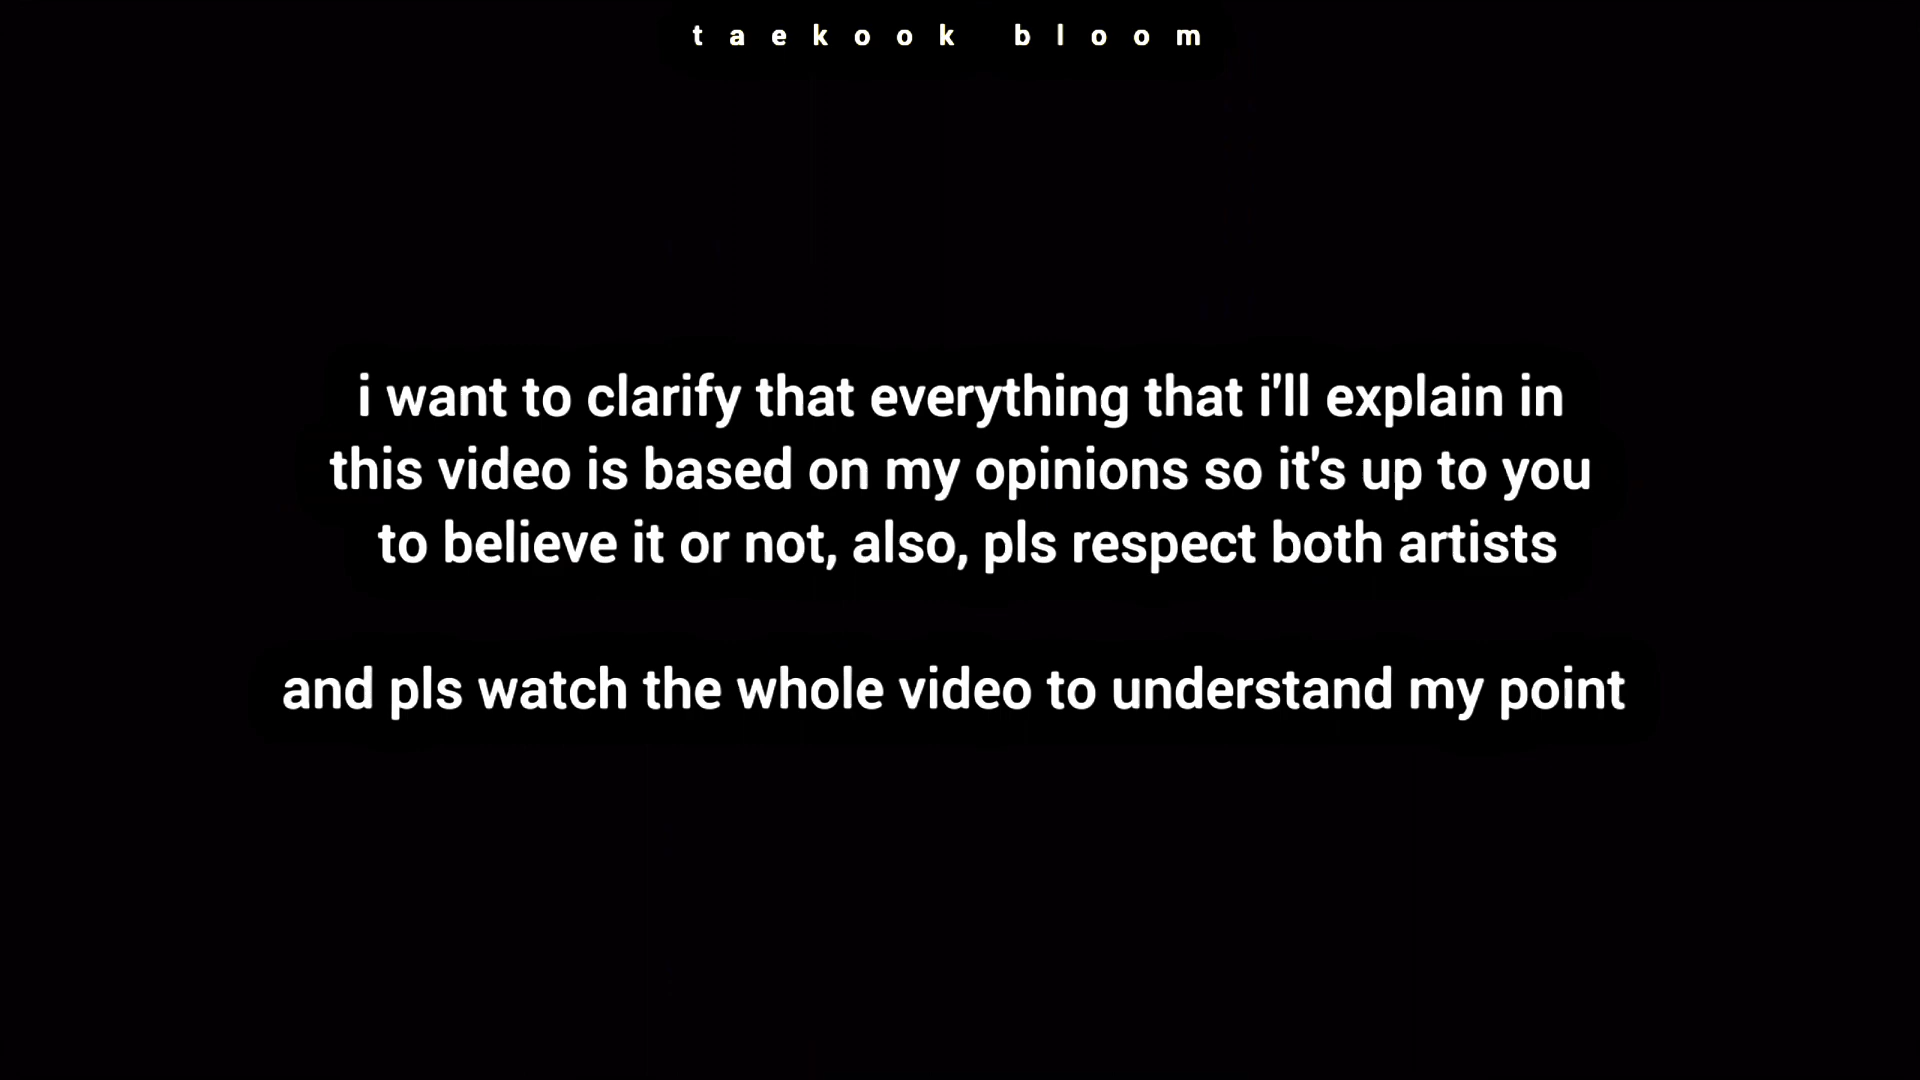 taekook bloom
i want to clarify that everything that i'll explain in
this video is based on my opinions so it's up to you
to believe it or not, also, pls respect both artists
and pls watch the whole video to understand my point